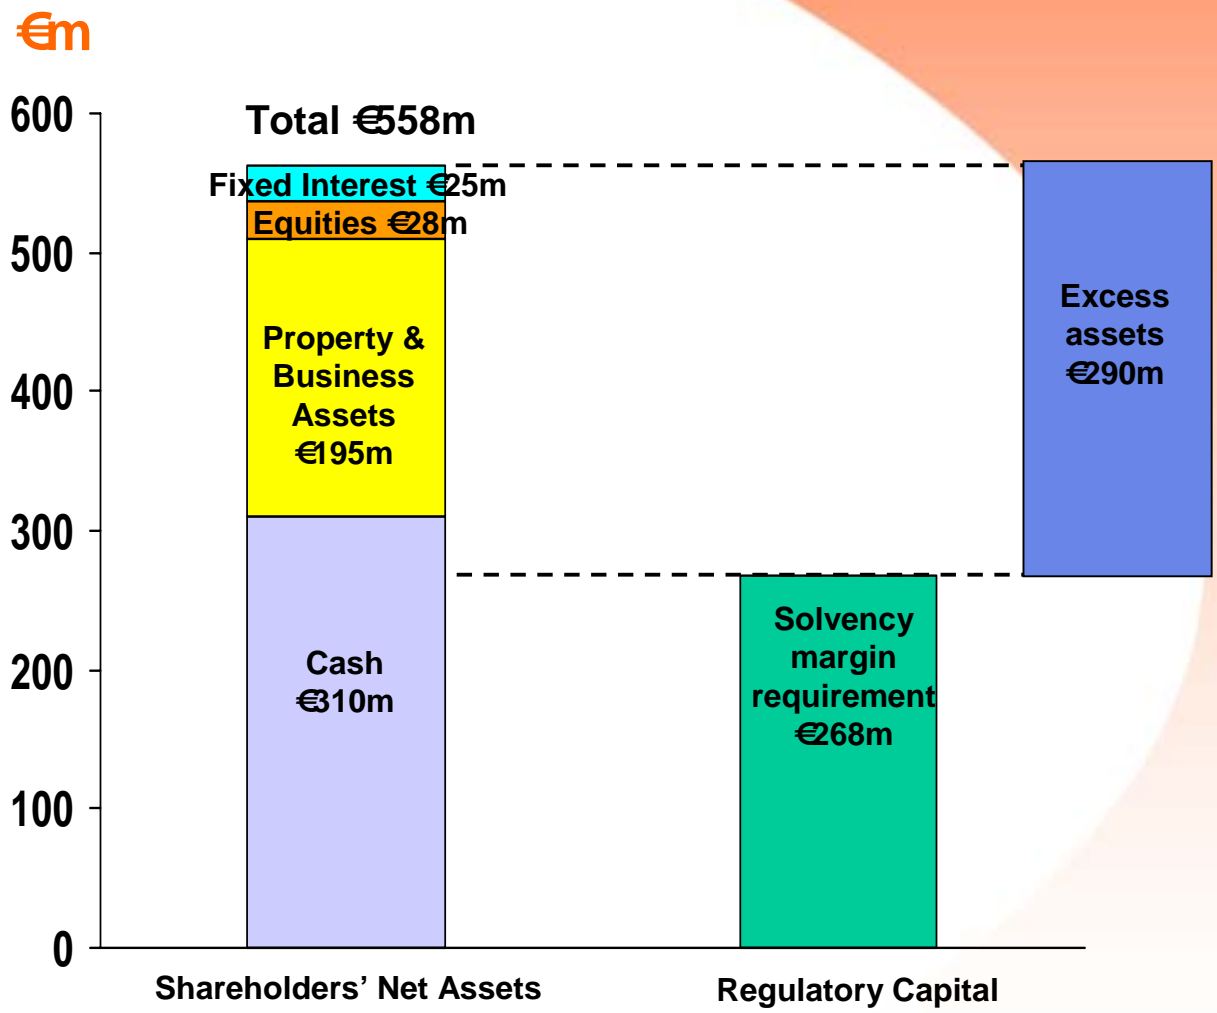 €m
600
Total €558m
Fixed Interest €25m
Equities €28m
500
Property &
Business
Assets
€195m
Excess
assets
€290m
400
300
Cash
€310m
Solvency
margin
requirement
€268m
200
100
0
Shareholders’ Net Assets
Regulatory Capital